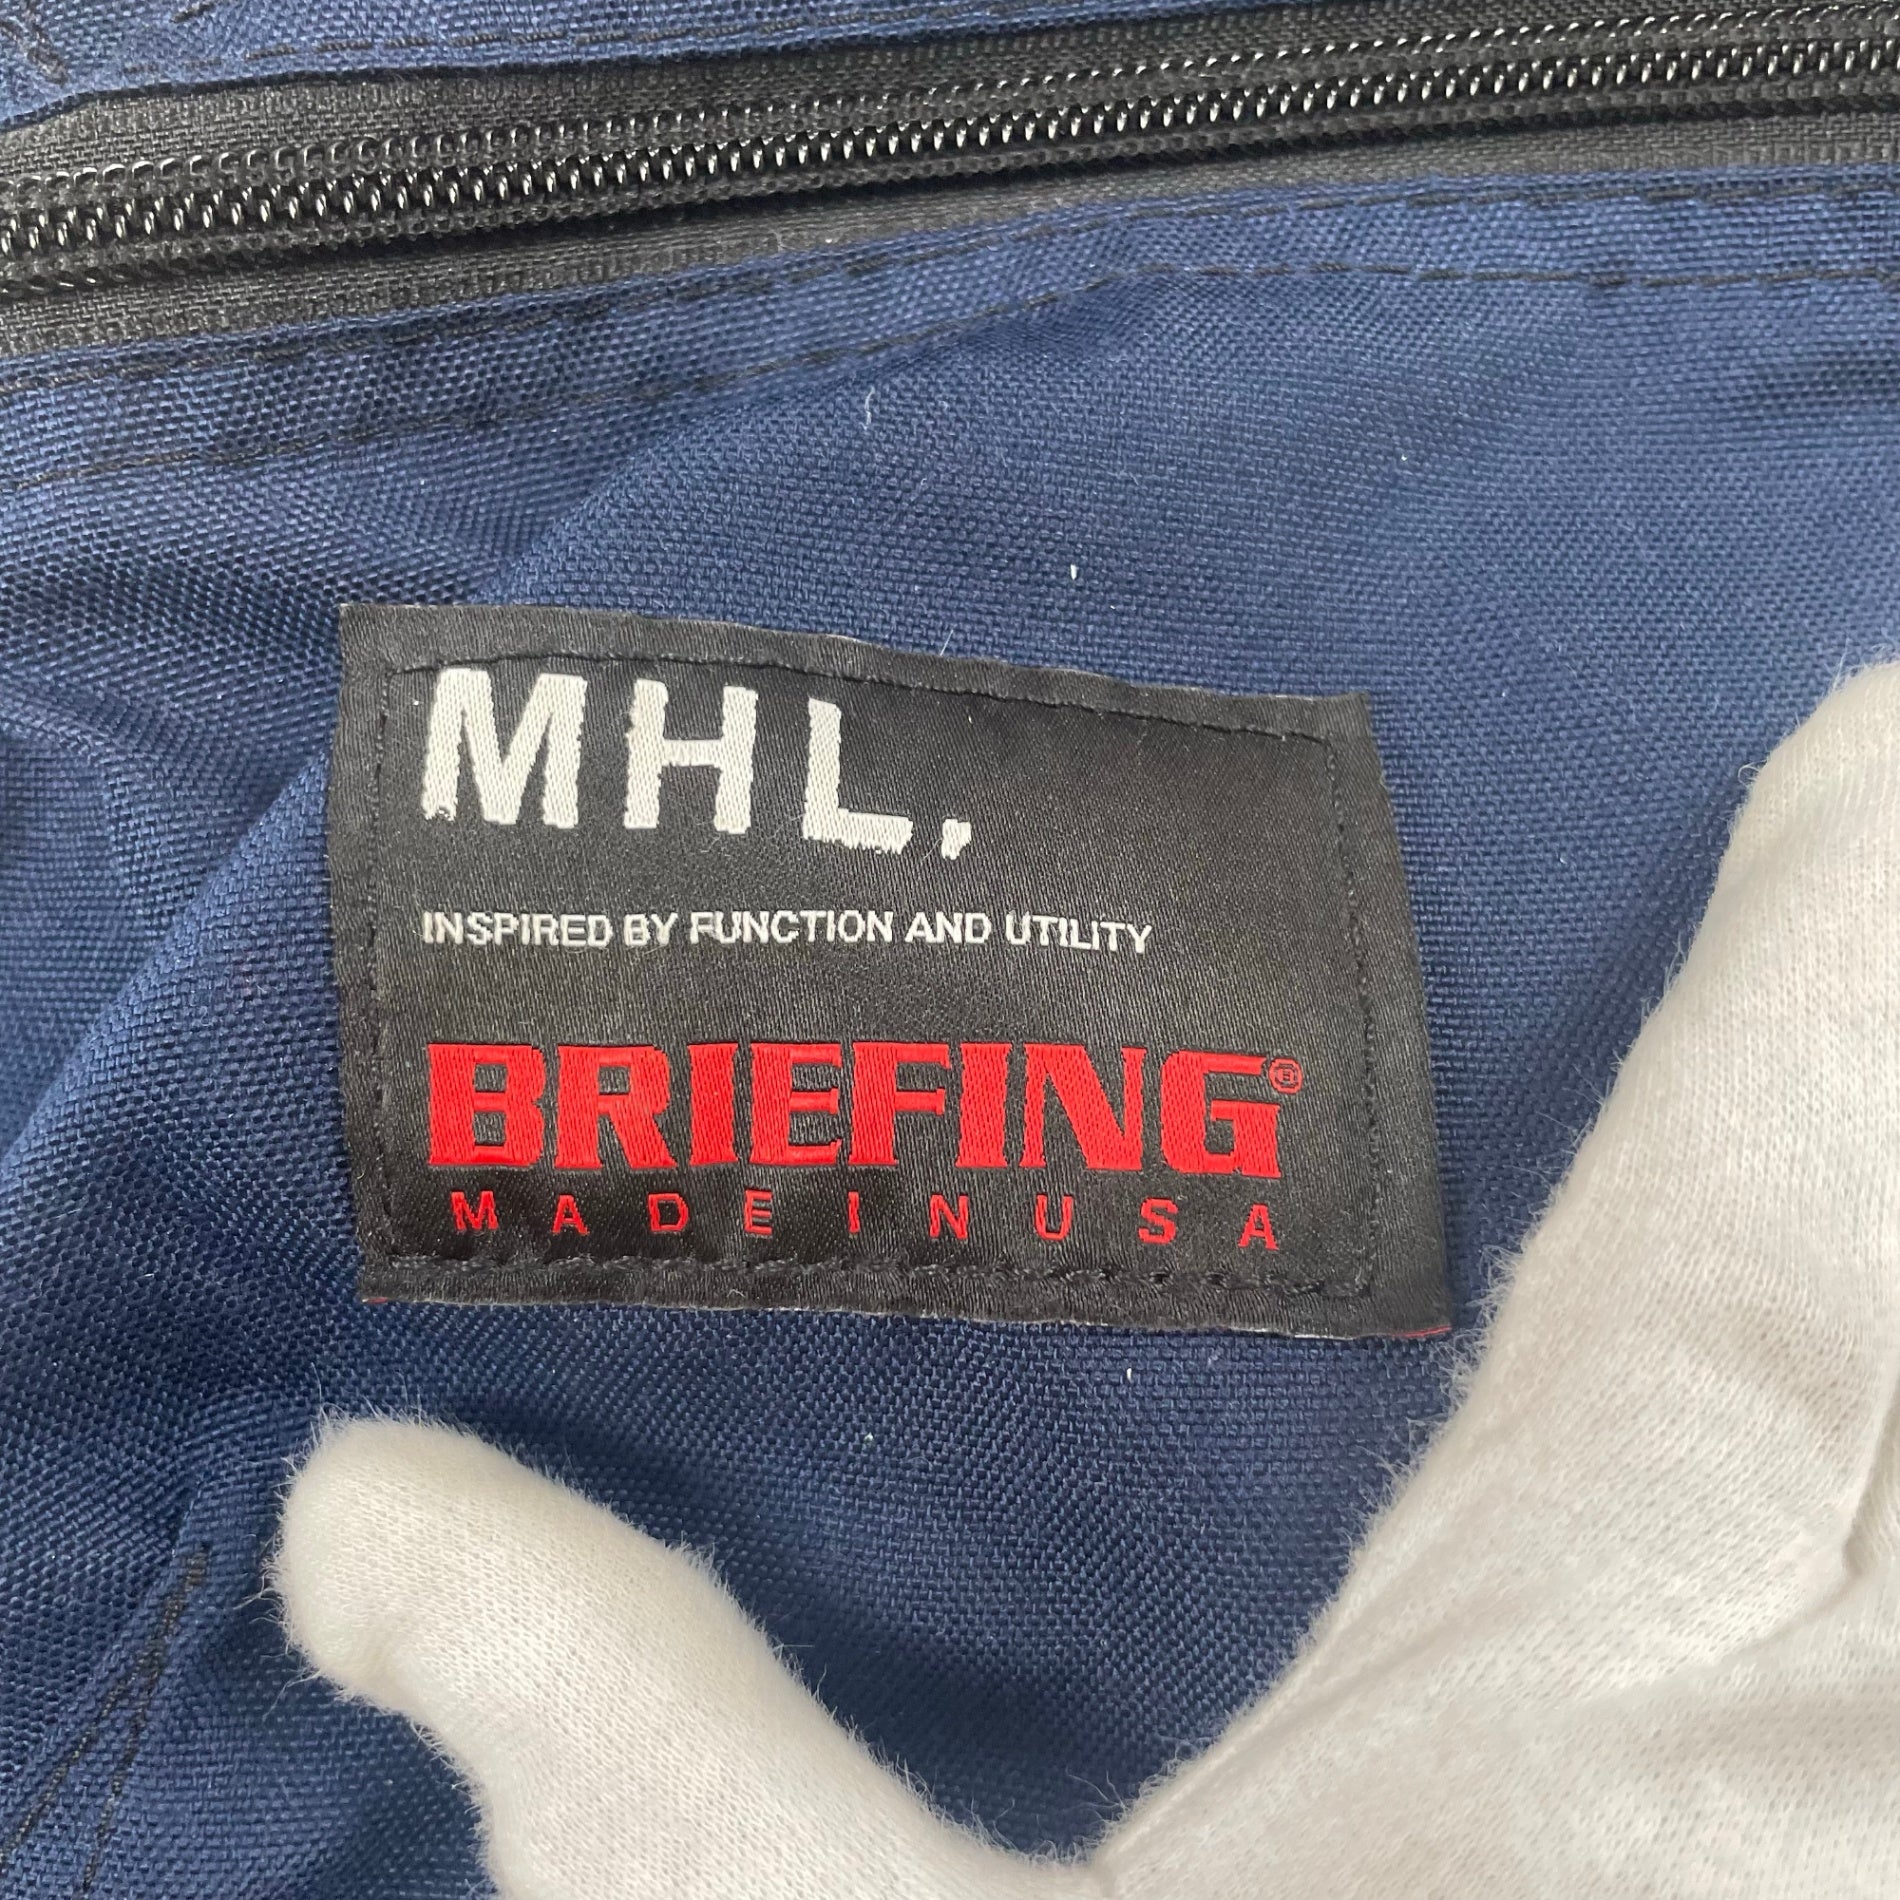 MHL.
INSPIRED BY FUNCTION AND UTILITY
BRIEFING®
MADE IN USA